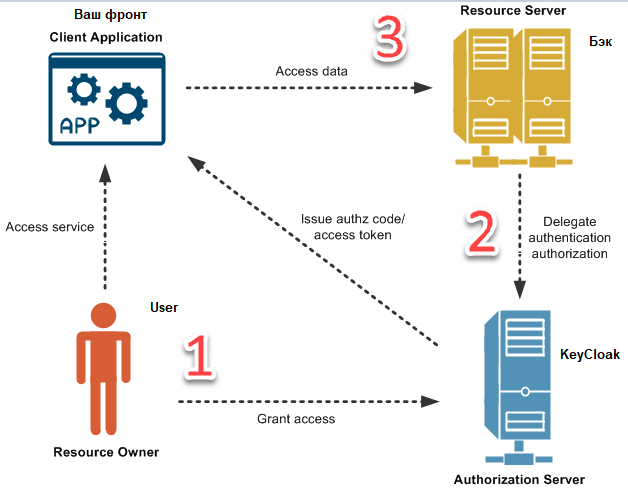 Ваш фронт
Client Application
APP
3
Resource Server
Бэк
Access data
Access service
Issue authz code/
access token
2
Delegate
authentication
authorization
User
1
KeyCloak
Grant access
Resource Owner
Authorization Server